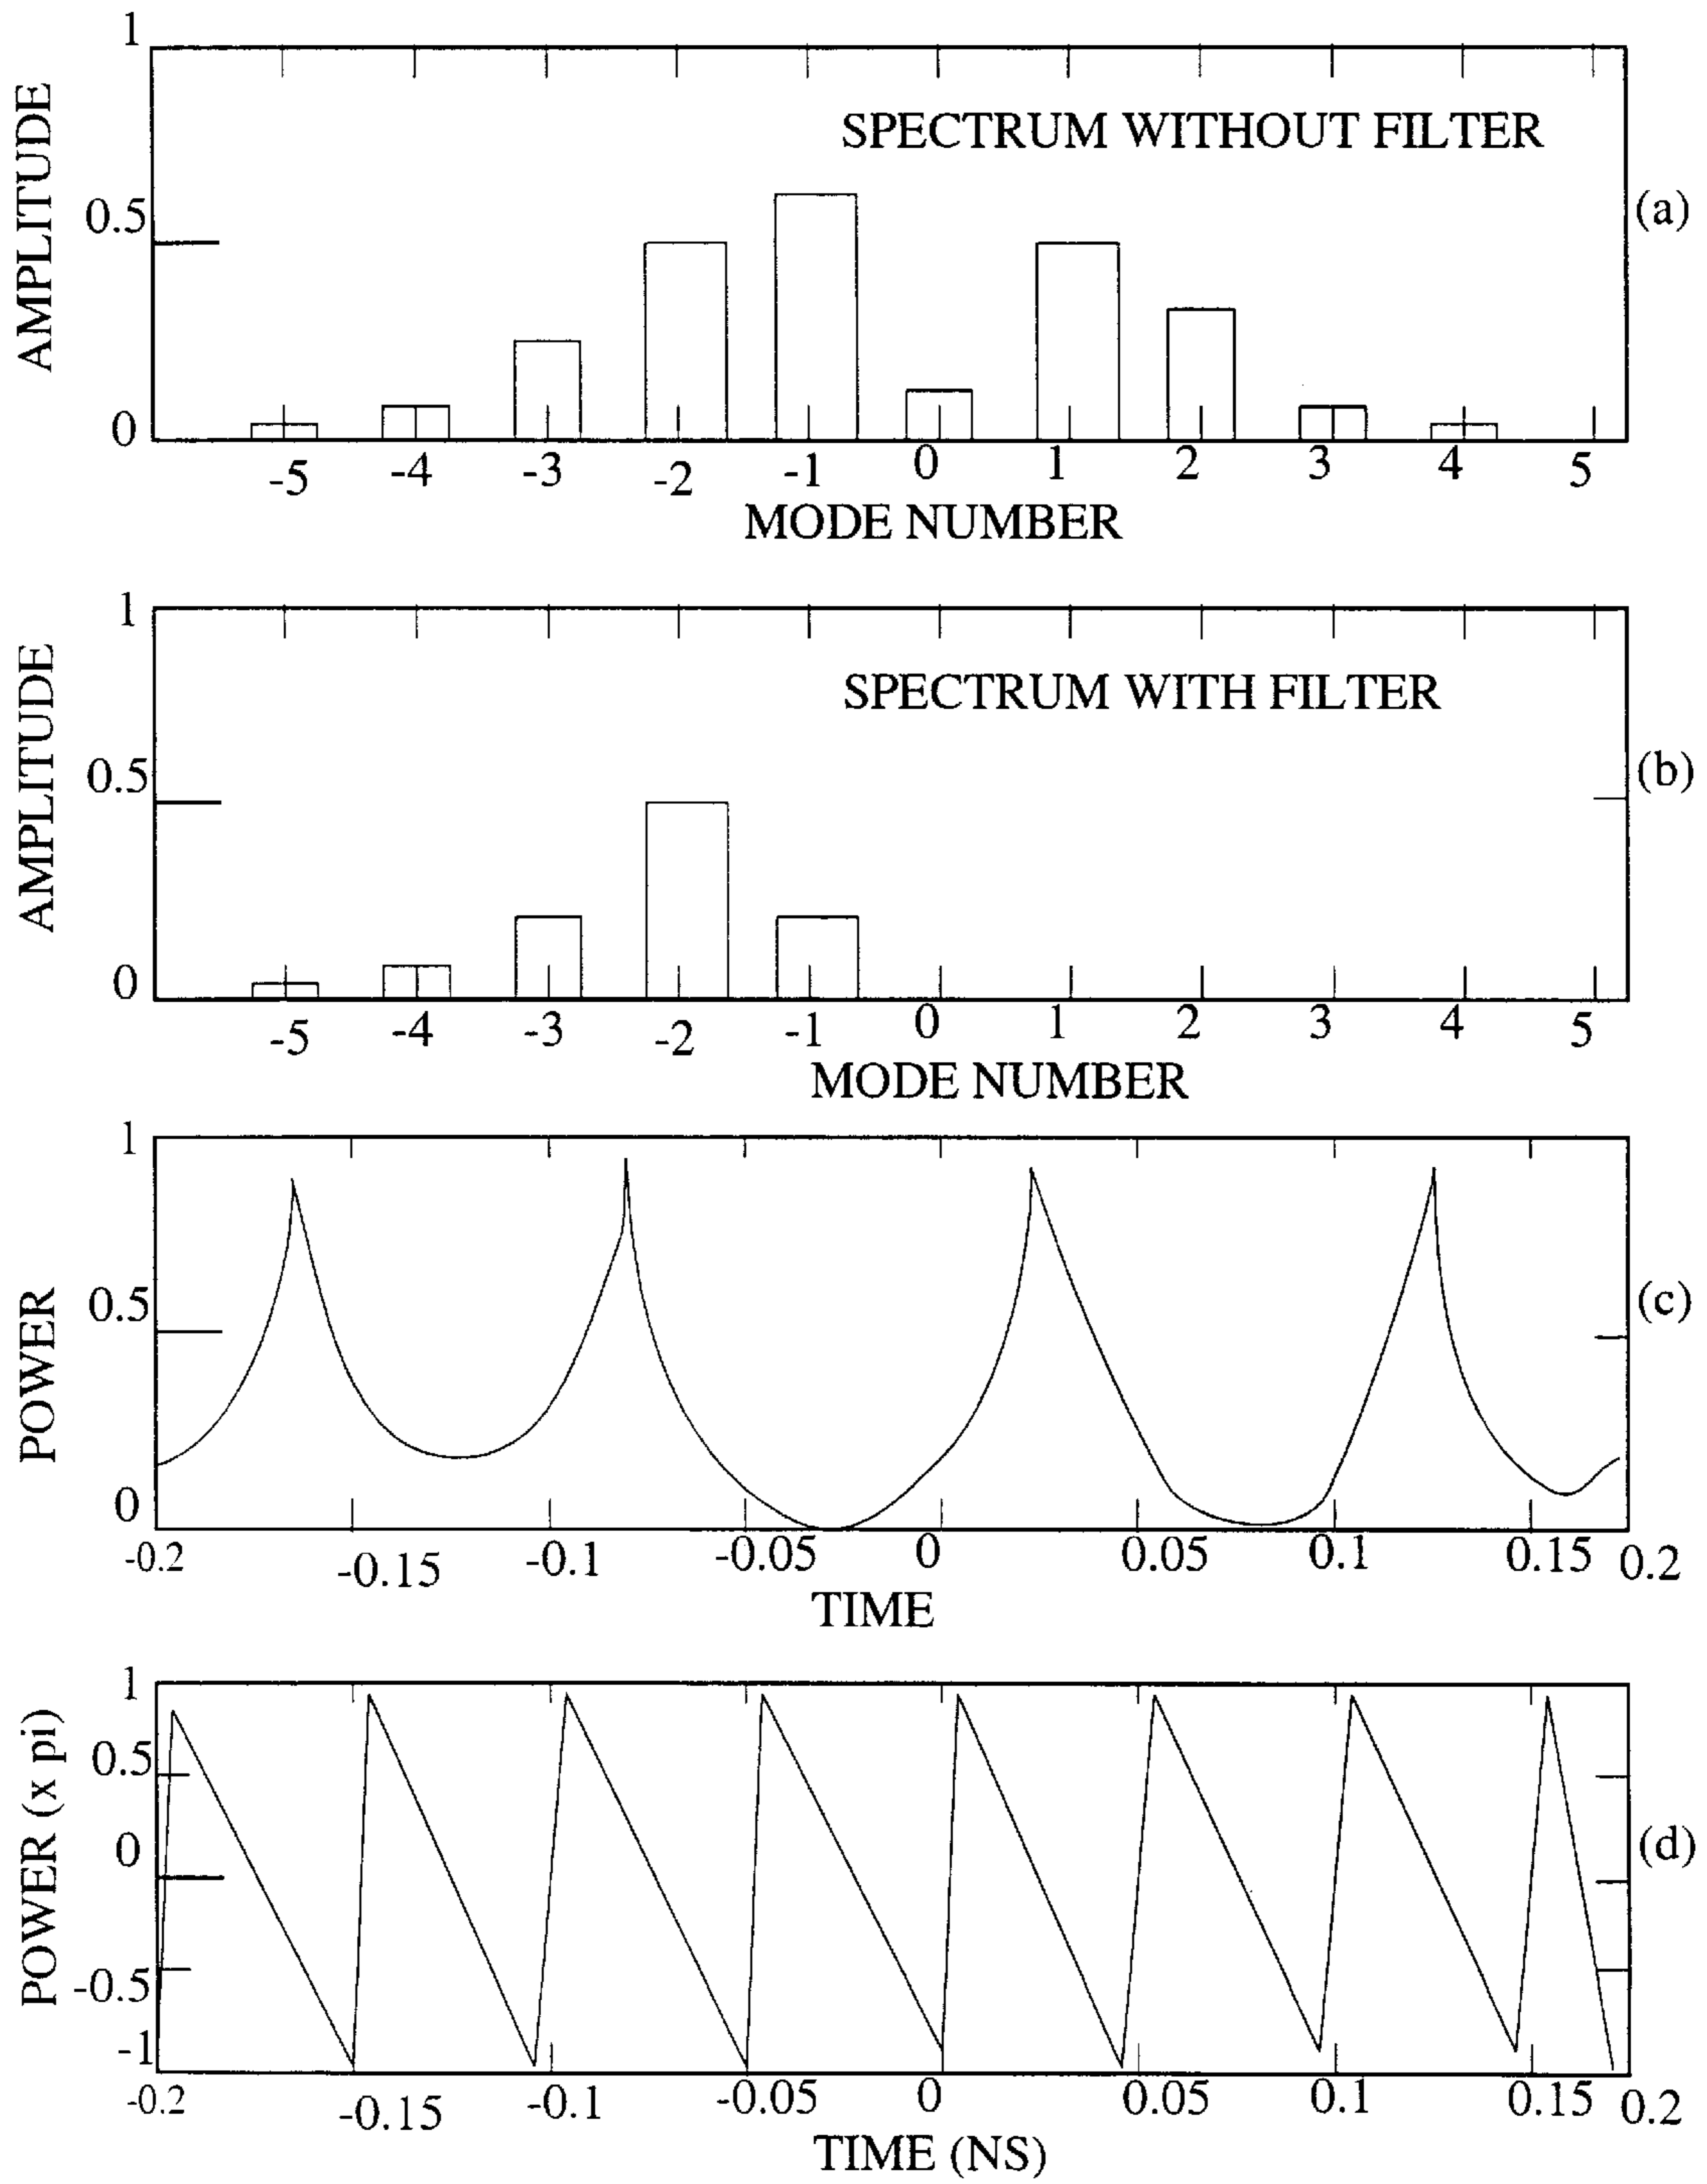 1
SPECTRUM WITHOUT FILTER
AMPLITUDE
0.5
(a)
0
-5 -4 -3 -2 -1 0 1 2 3 4 5
MODE NUMBER
1
SPECTRUM WITH FILTER
AMPLITUDE
0.5
(b)
0
-5 -4 -3 -2 -1 0 1 2 3 4 5
MODE NUMBER
1
POWER
0.5
(c)
0
-0.2 -0.15 -0.1 -0.05 0 0.05 0.1 0.15 0.2
TIME
1
POWER (x pi)
0.5
0
(d)
-0.5
-1
-0.2 -0.15 -0.1 -0.05 0 0.05 0.1 0.15 0.2
TIME (NS)